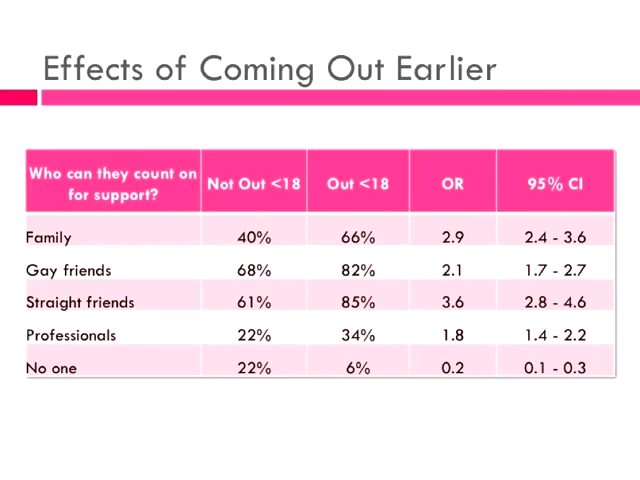 Effects of Coming Out Earlier
Who can they count on for support? Not Out <18 Out <18 OR 95% CI
Family 40% 66% 2.9 2.4 - 3.6
Gay friends 68% 82% 2.1 1.7 - 2.7
Straight friends 61% 85% 3.6 2.8 - 4.6
Professionals 22% 34% 1.8 1.4 - 2.2
No one 22% 6% 0.2 0.1 - 0.3